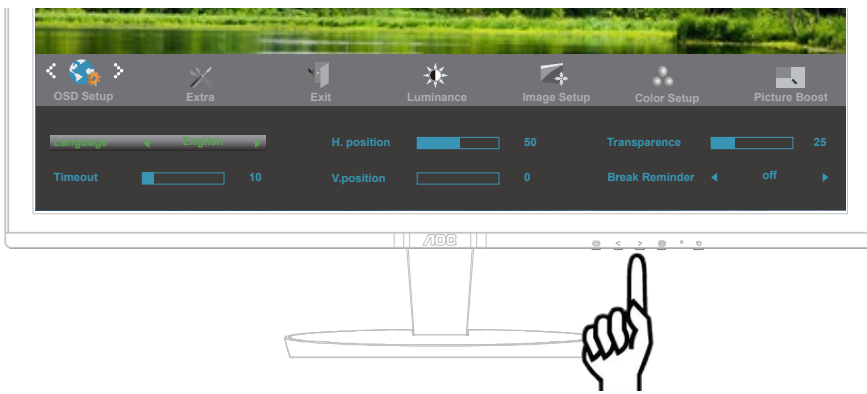 OSD Setup Extra Exit Luminance Image Setup Color Setup Picture Boost
Language English H. position 50 Transparence 25
Timeout 10 V.position 0 Break Reminder off
AOC